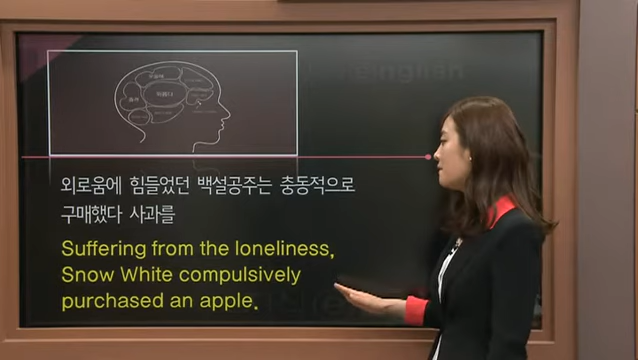 외로움에 힘들었던 백설공주는 충동적으로
구매했다 사과를
Suffering from the loneliness,
Snow White compulsively
purchased an apple.